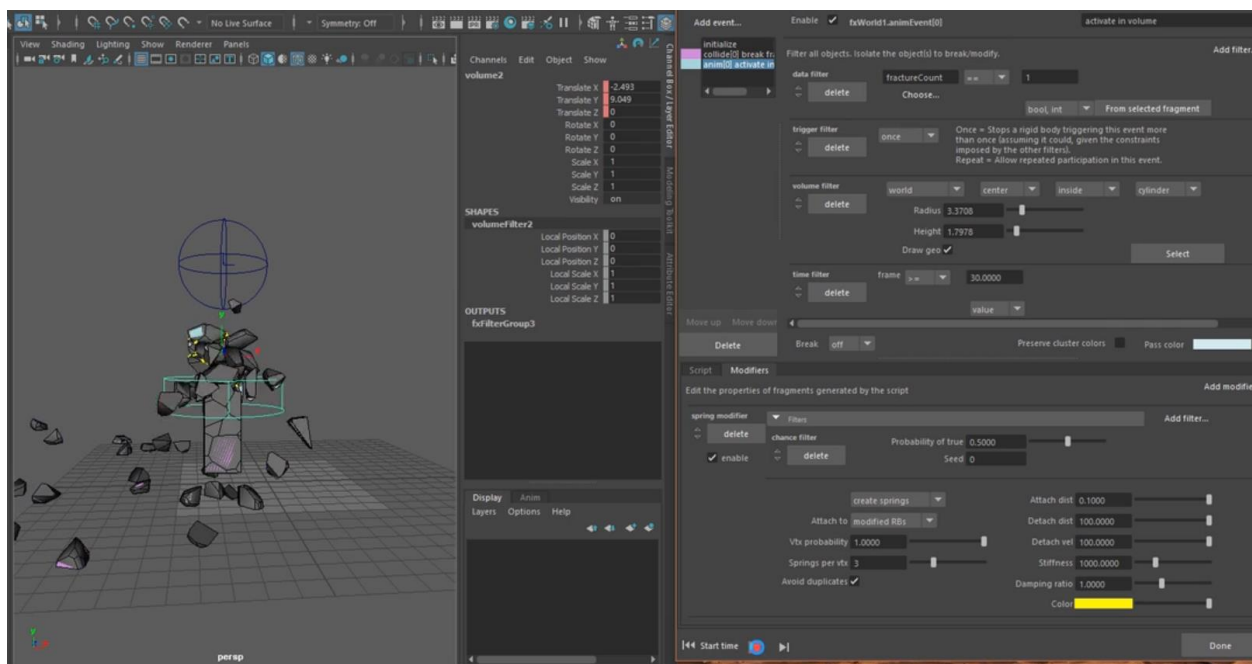 No Live Surface
Symmetry: Off
View Shading Lighting Show Renderer Panels
persp
Channels Edit Object Show
volume2
Translate X -2.493
Translate Y 9.049
Translate Z 0
Rotate X 0
Rotate Y 0
Rotate Z 0
Scale X 1
Scale Y 1
Scale Z 1
Visibility on
SHAPES
volumeFilter2
Local Position X 0
Local Position Y 0
Local Position Z 0
Local Scale X 1
Local Scale Y 1
Local Scale Z 1
OUTPUTS
fxFilterGroup3
Display Anim
Layers Options Help
Channel Box / Layer Editor
Modeling Toolkit
Attribute Editor
Add event...
Enable fxWorld1.animEvent[0] activate in volume
initialize
collide[0] break fr
anim[0] activate in
Filter all objects. Isolate the object(s) to break/modify.
Add filter
data filter
delete
fractureCount == 1
Choose...
bool, int From selected fragment
trigger filter
delete
once
Once = Stops a rigid body triggering this event more
than once (assuming it could, given the constraints
imposed by the other filters).
Repeat = Allow repeated participation in this event.
volume filter
delete
world center inside cylinder
Radius 3.3708
Height 1.7978
Draw geo
Select
time filter
delete
frame >= 30.0000
value
Move up Move down
Delete
Break off Preserve cluster colors Pass color
Script Modifiers
Edit the properties of fragments generated by the script
Add modifie
spring modifier
delete
enable
Filters
Add filter...
chance filter
delete
Probability of true 0.5000
Seed 0
create springs
Attach to modified RBs
Vtx probability 1.0000
Springs per vtx 3
Avoid duplicates
Attach dist 0.1000
Detach dist 100.0000
Detach vel 100.0000
Stiffness 1000.0000
Damping ratio 1.0000
Color
Start time
Done